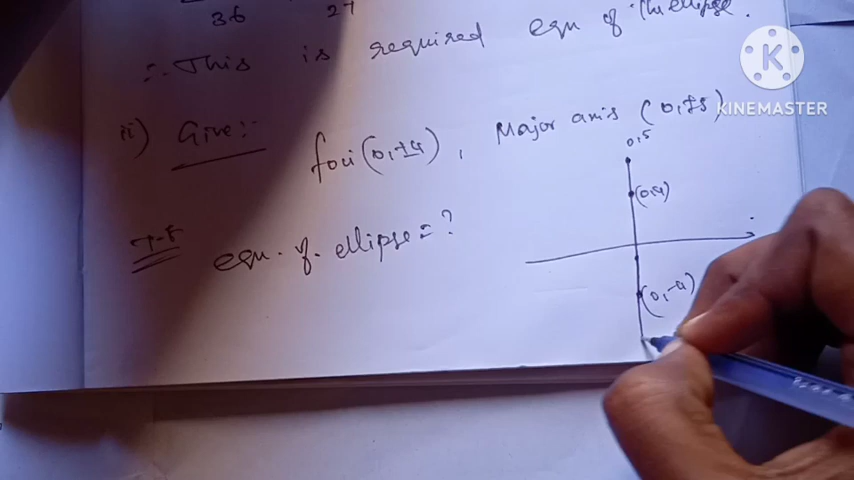 36 27
∴ This is required eqn of the ellipse.
K
KINEMASTER
ii) Give:- foci (0,±4), Major axis (0,±5)
0,5
(0,4)
T.F eqn. of. ellipse = ?
(0,-4)